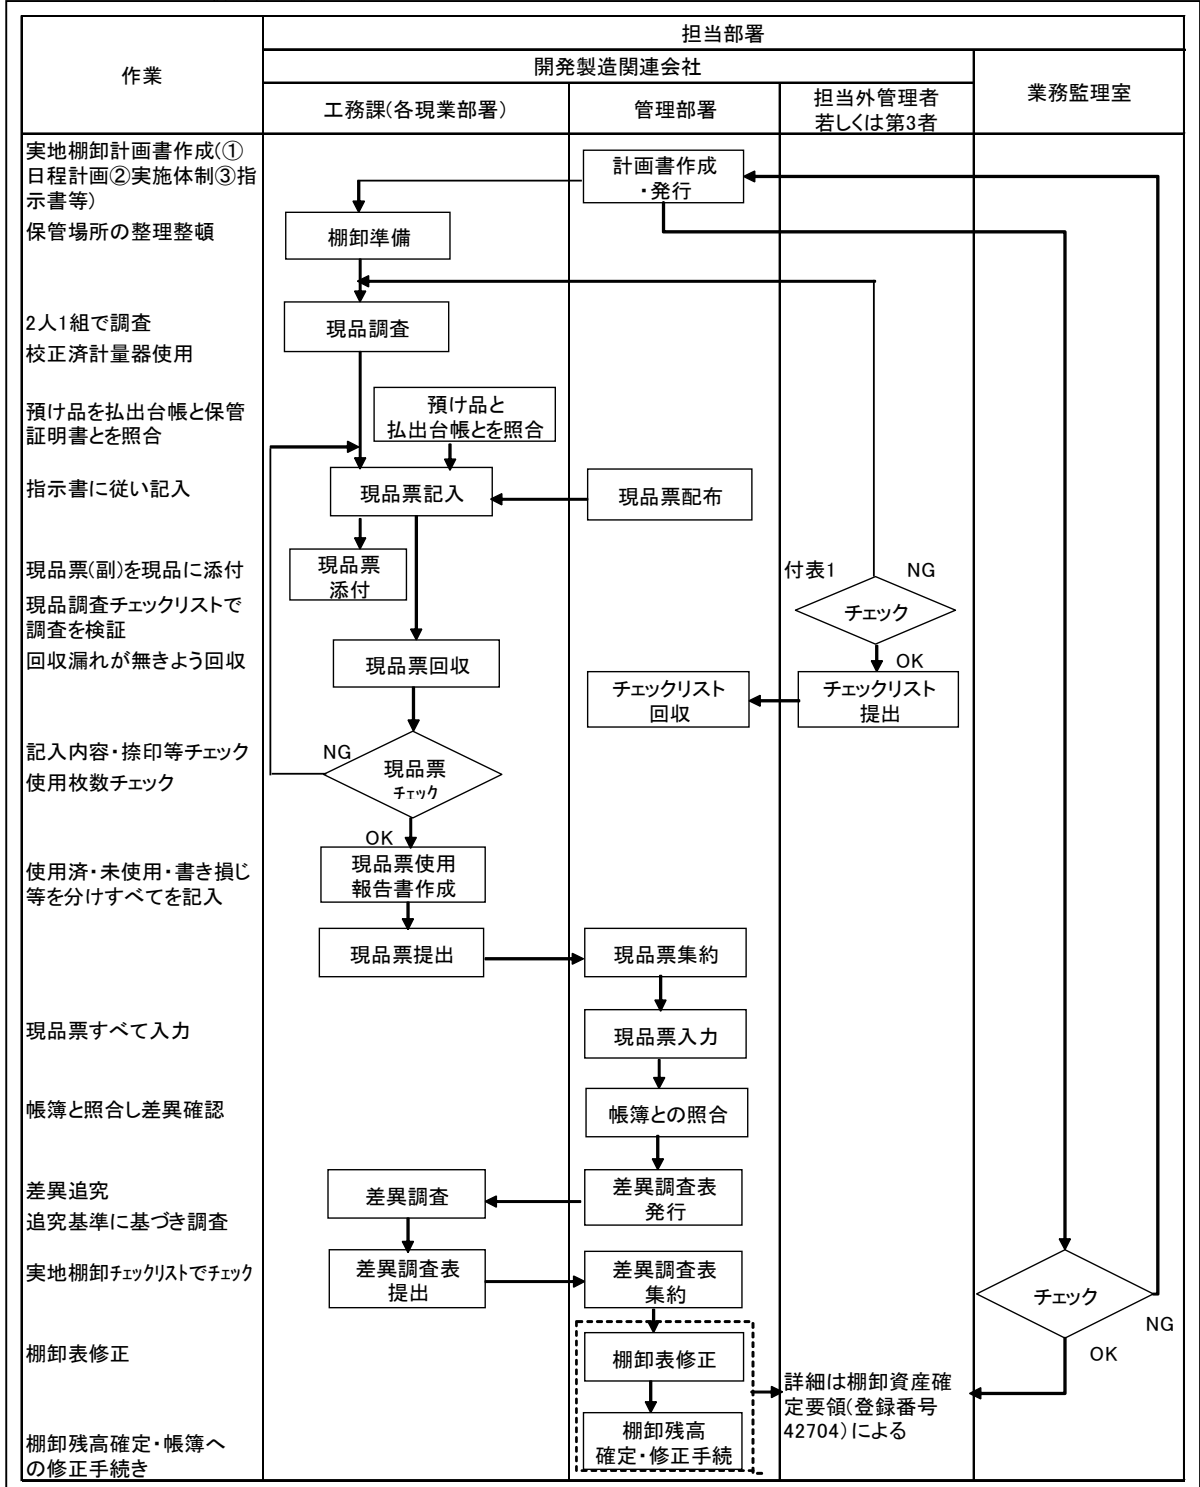 担当部署
作業
開発製造関連会社
業務監理室
工務課(各現業部署)
管理部署
担当外管理者
若しくは第3者
実地棚卸計画書作成(①
日程計画②実施体制③指
示書等)
計画書作成
・発行
保管場所の整理整頓
棚卸準備
2人1組で調査
現品調査
校正済計量器使用
預け品を払出台帳と保管
証明書とを照合
預け品と
払出台帳とを照合
指示書に従い記入
現品票記入
現品票配布
現品票(副)を現品に添付
現品票
添付
付表1
NG
チェック
現品調査チェックリストで
調査を検証
OK
回収漏れが無きよう回収
現品票回収
チェックリスト
回収
チェックリスト
提出
記入内容・捺印等チェック
使用枚数チェック
NG
現品票
チェック
OK
使用済・未使用・書き損じ
等を分けすべてを記入
現品票使用
報告書作成
現品票提出
現品票集約
現品票すべて入力
現品票入力
帳簿と照合し差異確認
帳簿との照合
差異追究
追究基準に基づき調査
差異調査
差異調査表
発行
実地棚卸チェックリストでチェック
差異調査表
提出
差異調査表
集約
チェック
NG
OK
棚卸表修正
棚卸表修正
詳細は棚卸資産確
定要領(登録番号
42704)による
棚卸残高確定・帳簿へ
の修正手続き
棚卸残高
確定・修正手続